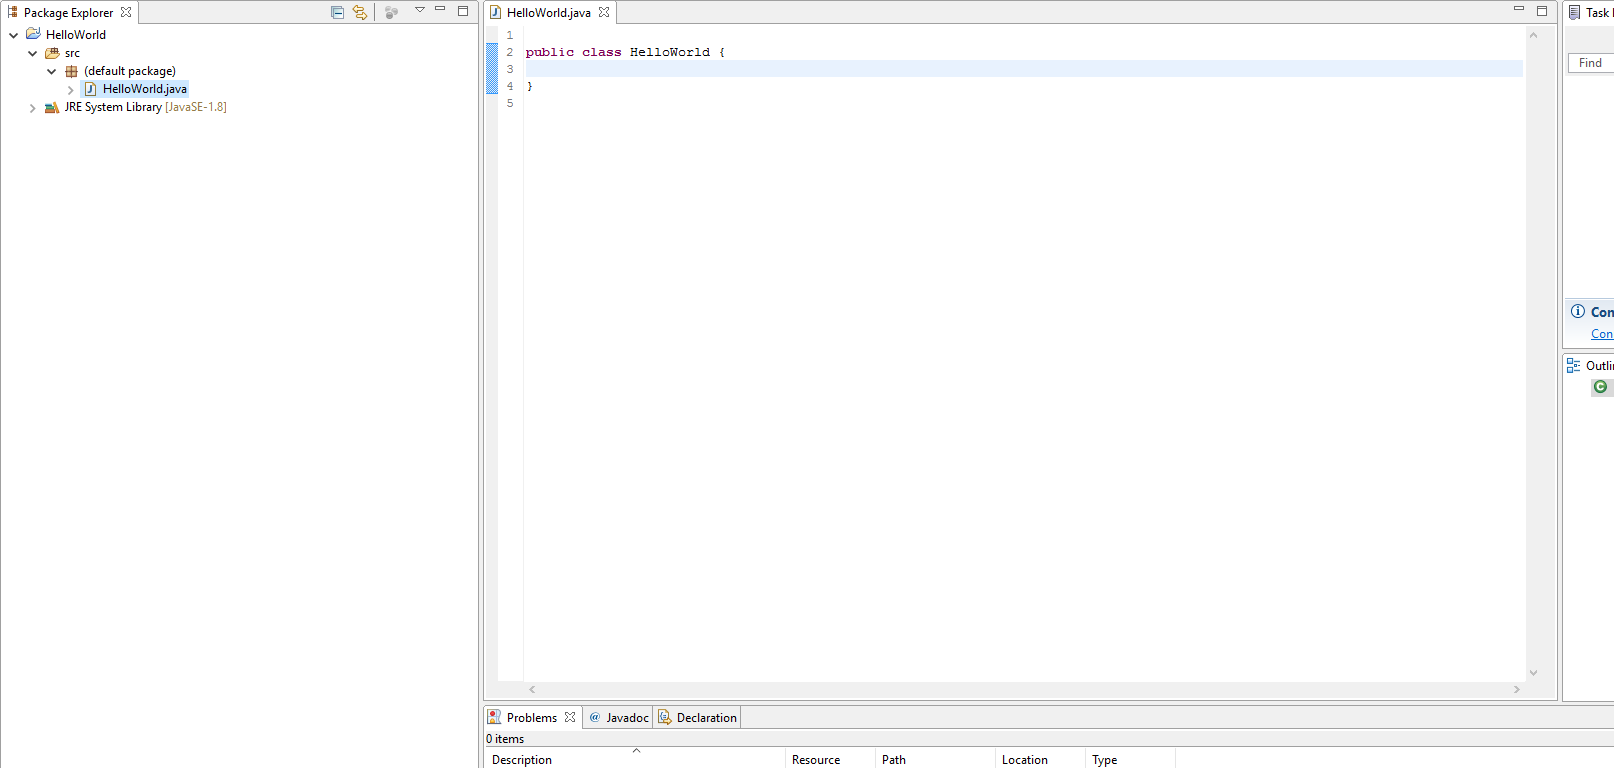 Package Explorer
HelloWorld
src
(default package)
HelloWorld.java
JRE System Library [JavaSE-1.8]
HelloWorld.java
1
2 public class HelloWorld {
3
4 }
5
Task
Find
Con
Con
Outli
Problems @ Javadoc Declaration
0 items
Description Resource Path Location Type